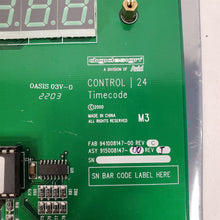 digidesign
A DIVISION OF Avid
OASIS 03V-0
2203
CONTROL | 24
Timecode
©2000
MADE IN CHINA
ALL RIGHTS RESERVED
M3
FAB 941008147-00 REV C
ASY 915008147- REV
SN
SN BAR CODE LABEL HERE